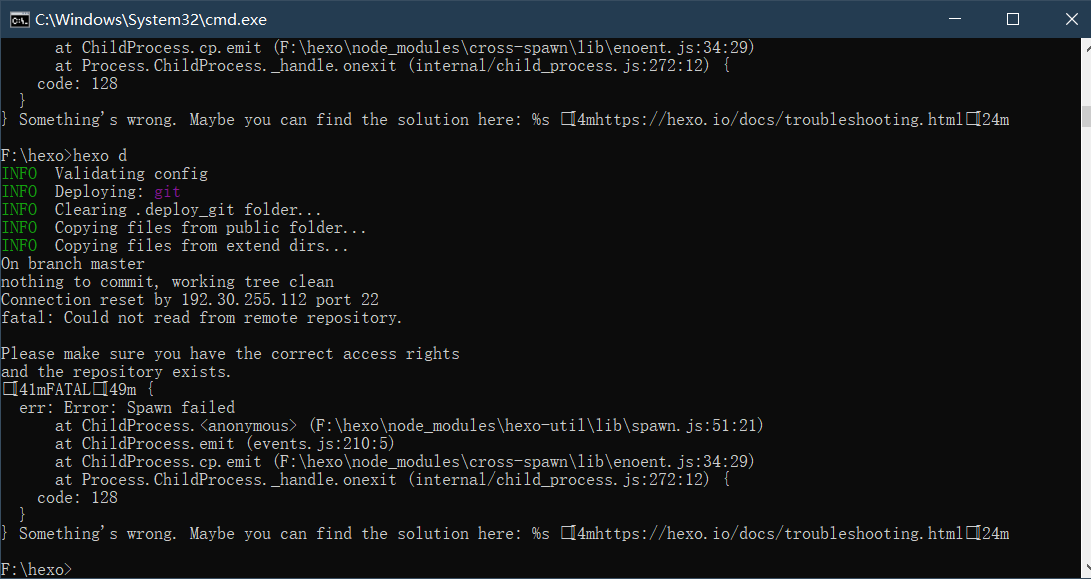 C:\Windows\System32\cmd.exe
at ChildProcess.cp.emit (F:\hexo\node_modules\cross-spawn\lib\enoent.js:34:29)
at Process.ChildProcess._handle.onexit (internal/child_process.js:272:12) {
code: 128
}
} Something's wrong. Maybe you can find the solution here: %s □[4mhttps://hexo.io/docs/troubleshooting.html□[24m
F:\hexo>hexo d
INFO Validating config
INFO Deploying: git
INFO Clearing .deploy_git folder...
INFO Copying files from public folder...
INFO Copying files from extend dirs...
On branch master
nothing to commit, working tree clean
Connection reset by 192.30.255.112 port 22
fatal: Could not read from remote repository.
Please make sure you have the correct access rights
and the repository exists.
□[41mFATAL□[49m {
err: Error: Spawn failed
at ChildProcess.<anonymous> (F:\hexo\node_modules\hexo-util\lib\spawn.js:51:21)
at ChildProcess.emit (events.js:210:5)
at ChildProcess.cp.emit (F:\hexo\node_modules\cross-spawn\lib\enoent.js:34:29)
at Process.ChildProcess._handle.onexit (internal/child_process.js:272:12) {
code: 128
}
} Something's wrong. Maybe you can find the solution here: %s □[4mhttps://hexo.io/docs/troubleshooting.html□[24m
F:\hexo>